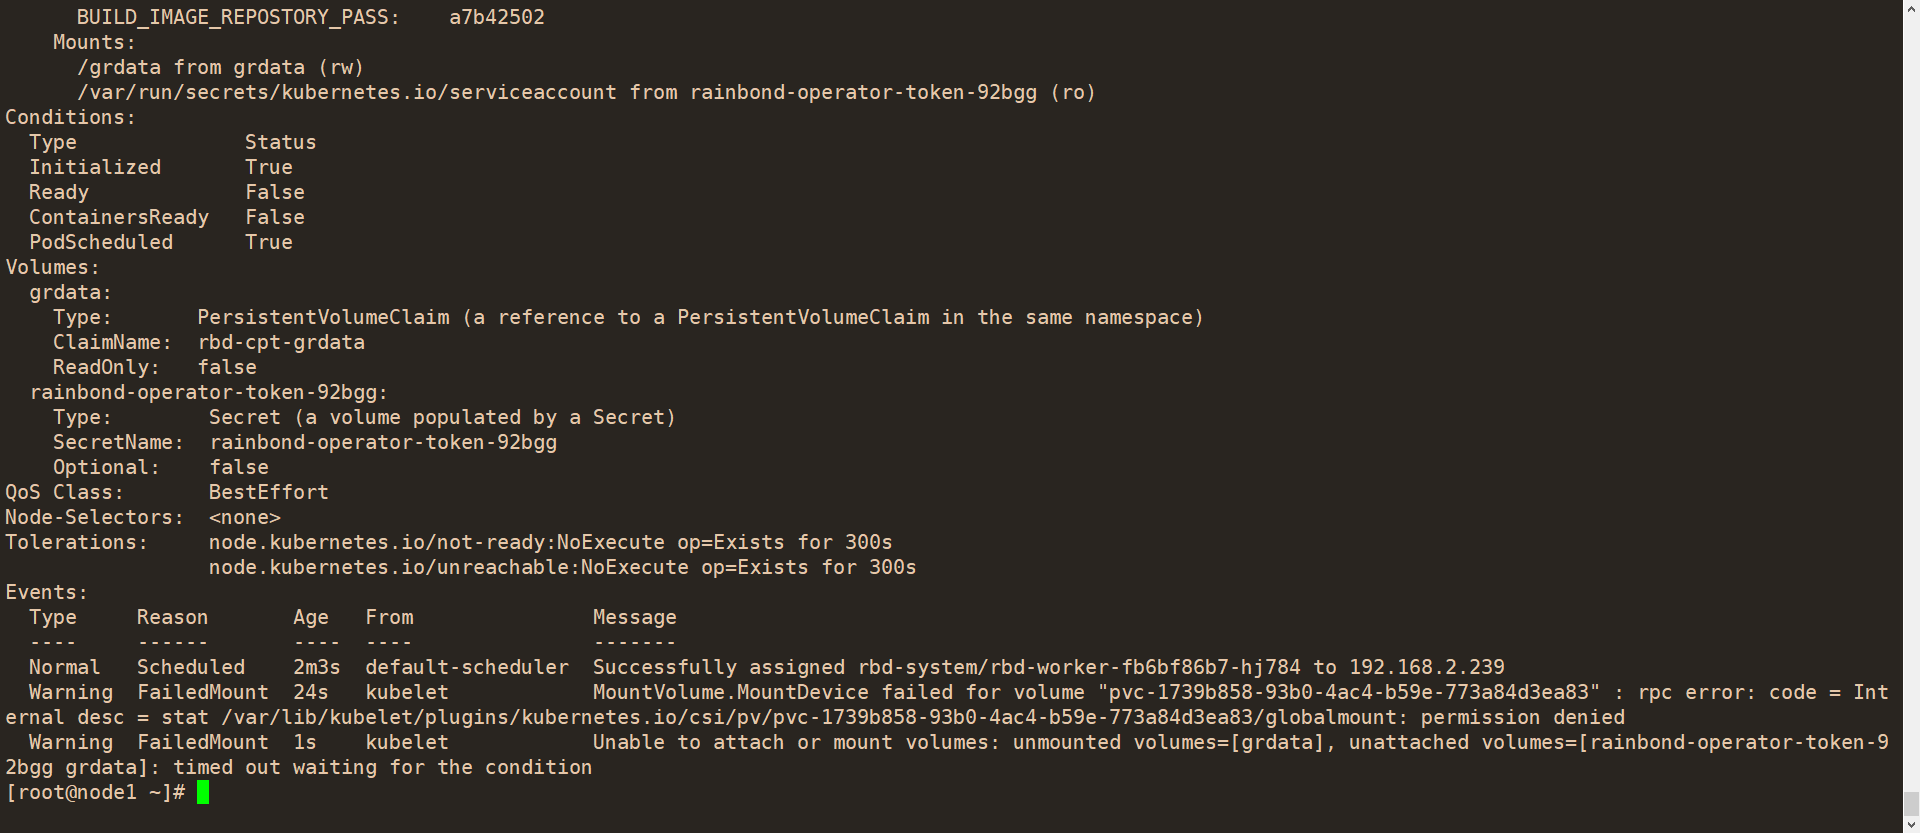 BUILD_IMAGE_REPOSTORY_PASS:    a7b42502
    Mounts:
      /grdata from grdata (rw)
      /var/run/secrets/kubernetes.io/serviceaccount from rainbond-operator-token-92bgg (ro)
Conditions:
  Type              Status
  Initialized       True
  Ready             False
  ContainersReady   False
  PodScheduled      True
Volumes:
  grdata:
    Type:       PersistentVolumeClaim (a reference to a PersistentVolumeClaim in the same namespace)
    ClaimName:  rbd-cpt-grdata
    ReadOnly:   false
  rainbond-operator-token-92bgg:
    Type:        Secret (a volume populated by a Secret)
    SecretName:  rainbond-operator-token-92bgg
    Optional:    false
QoS Class:       BestEffort
Node-Selectors:  <none>
Tolerations:     node.kubernetes.io/not-ready:NoExecute op=Exists for 300s
                 node.kubernetes.io/unreachable:NoExecute op=Exists for 300s
Events:
  Type     Reason       Age   From               Message
  ----     ------       ----  ----               -------
  Normal   Scheduled    2m3s  default-scheduler  Successfully assigned rbd-system/rbd-worker-fb6bf86b7-hj784 to 192.168.2.239
  Warning  FailedMount  24s   kubelet            MountVolume.MountDevice failed for volume "pvc-1739b858-93b0-4ac4-b59e-773a84d3ea83" : rpc error: code = Int
ernal desc = stat /var/lib/kubelet/plugins/kubernetes.io/csi/pv/pvc-1739b858-93b0-4ac4-b59e-773a84d3ea83/globalmount: permission denied
  Warning  FailedMount  1s    kubelet            Unable to attach or mount volumes: unmounted volumes=[grdata], unattached volumes=[rainbond-operator-token-9
2bgg grdata]: timed out waiting for the condition
[root@node1 ~]#